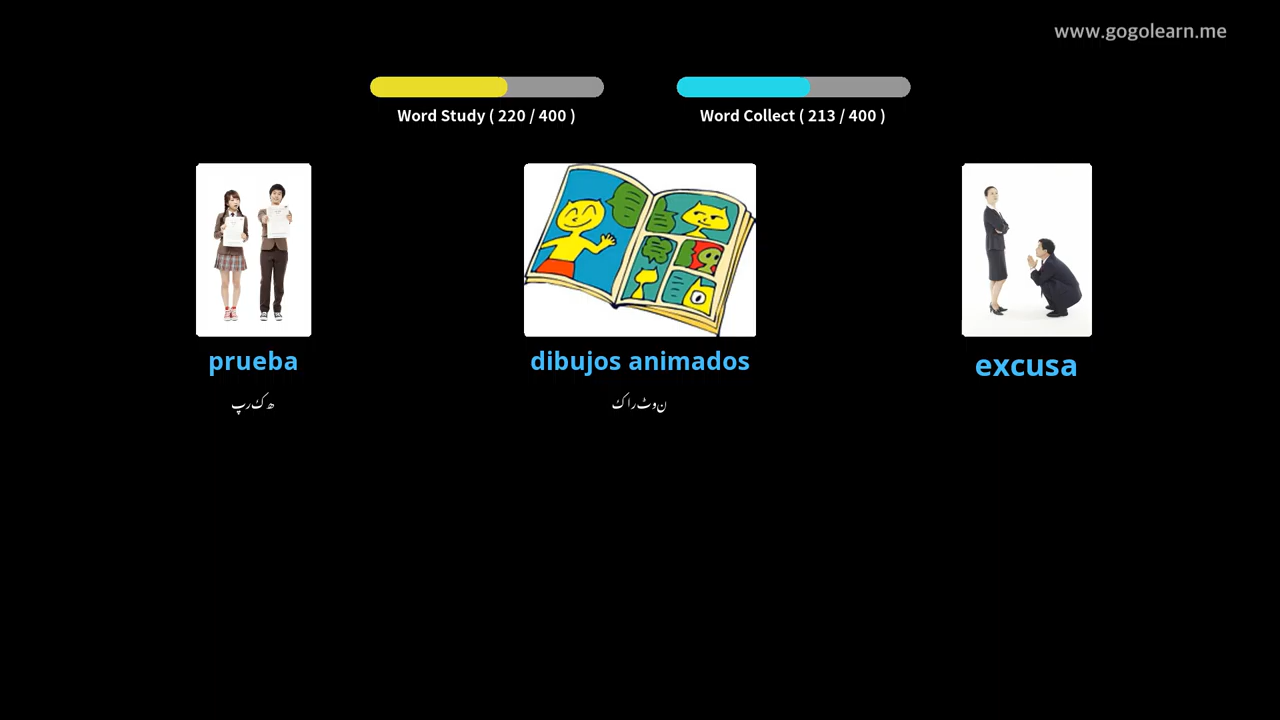 www.gogolearn.me
Word Study ( 220 / 400 )
Word Collect ( 213 / 400 )
prueba
dibujos animados
excusa
پرکھ
کارٹون